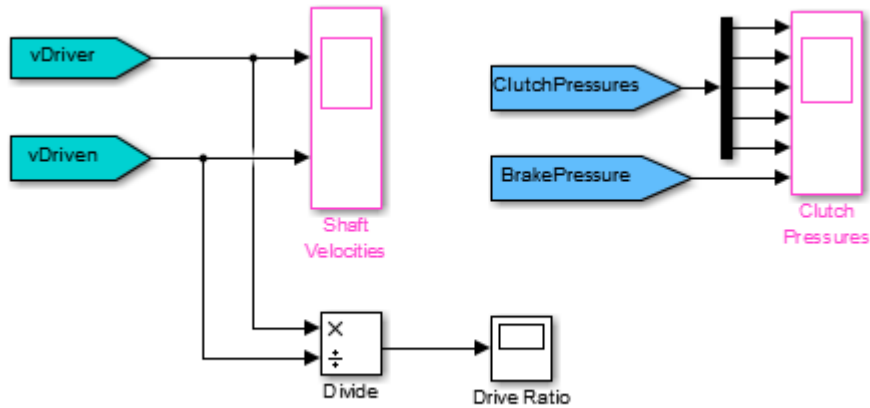 vDriver
vDriven
Shaft
Velocities
ClutchPressures
BrakePressure
Clutch
Pressures
×
÷
Divide
Drive Ratio